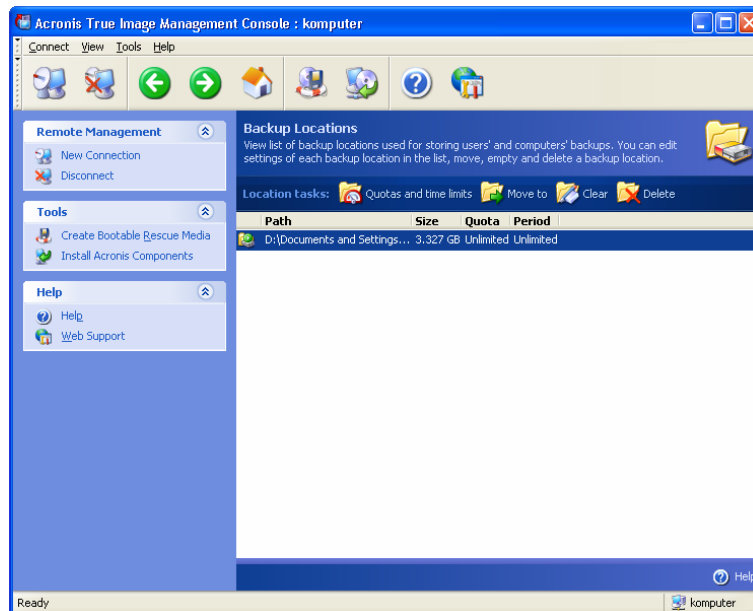 Acronis True Image Management Console : komputer
Connect View Tools Help
Remote Management
New Connection
Disconnect
Tools
Create Bootable Rescue Media
Install Acronis Components
Help
Help
Web Support
Backup Locations
View list of backup locations used for storing users' and computers' backups. You can edit
settings of each backup location in the list, move, empty and delete a backup location.
Location tasks: Quotas and time limits Move to Clear Delete
Path Size Quota Period
D:\Documents and Settings... 3.327 GB Unlimited Unlimited
Help
Ready komputer